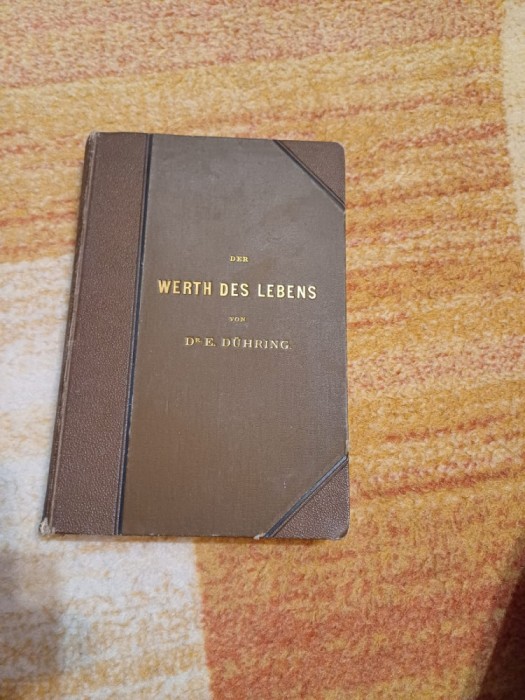 DER
WERTH DES LEBENS
VON
DR. E. DÜHRING.